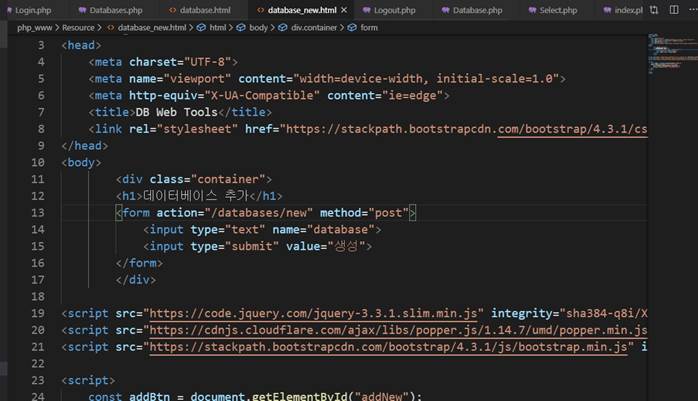 Login.php Databases.php database.html database_new.html × Logout.php Database.php Select.php index.p
php_www > Resource > database_new.html > html > body > div.container > form
3 <head>
4 <meta charset="UTF-8">
5 <meta name="viewport" content="width=device-width, initial-scale=1.0">
6 <meta http-equiv="X-UA-Compatible" content="ie=edge">
7 <title>DB Web Tools</title>
8 <link rel="stylesheet" href="https://stackpath.bootstrapcdn.com/bootstrap/4.3.1/cs
9 </head>
10 <body>
11 <div class="container">
12 <h1>데이터베이스 추가</h1>
13 <form action="/databases/new" method="post">
14 <input type="text" name="database">
15 <input type="submit" value="생성">
16 </form>
17 </div>
18
19 <script src="https://code.jquery.com/jquery-3.3.1.slim.min.js" integrity="sha384-q8i/X
20 <script src="https://cdnjs.cloudflare.com/ajax/libs/popper.js/1.14.7/umd/popper.min.js
21 <script src="https://stackpath.bootstrapcdn.com/bootstrap/4.3.1/js/bootstrap.min.js" i
22
23 <script>
24 const addBtn = document.getElementById("addNew");